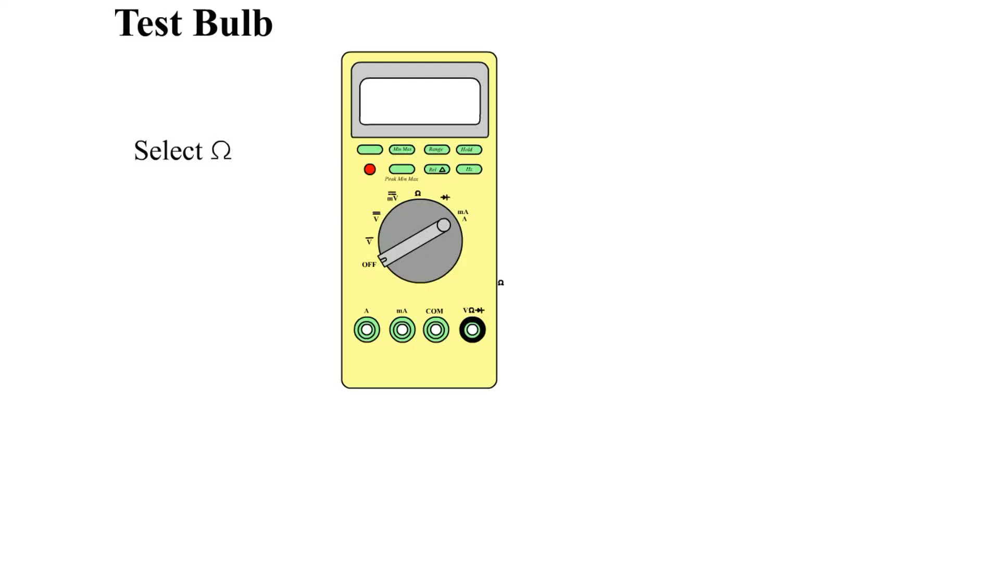 Test Bulb
Select Ω
Min Max Range Hold
Rel Δ Hz
Peak Min Max
mV Ω
mA
A
V
V
OFF
Ω
A mA COM VΩ